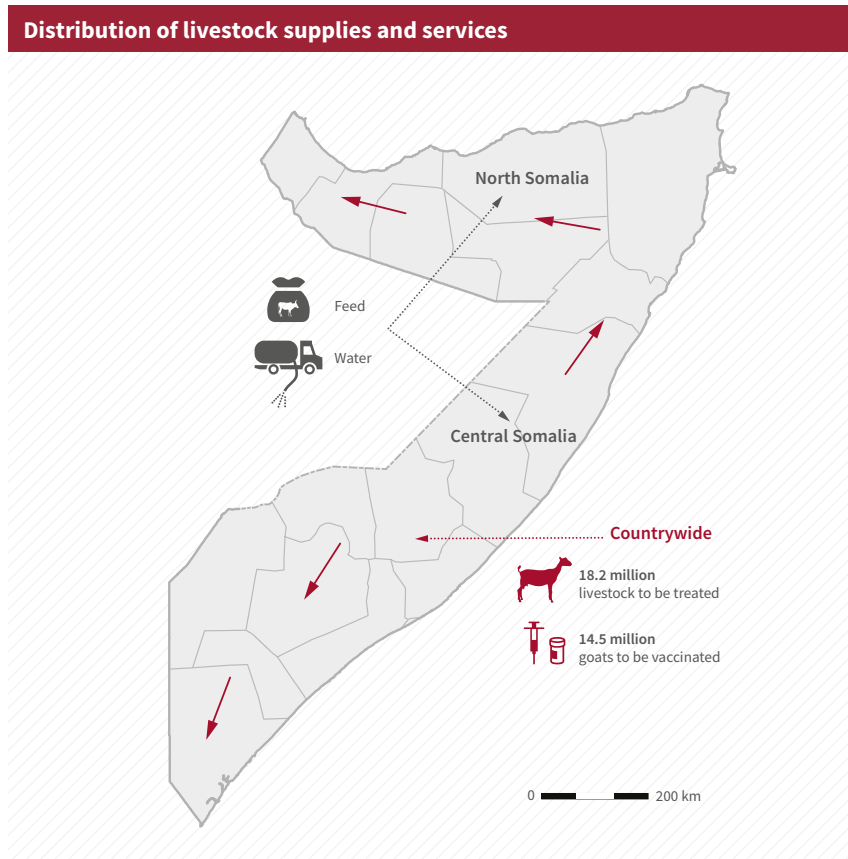 Distribution of livestock supplies and services
North Somalia
Feed
Water
Central Somalia
Countrywide
18.2 million
livestock to be treated
14.5 million
goats to be vaccinated
0 200 km